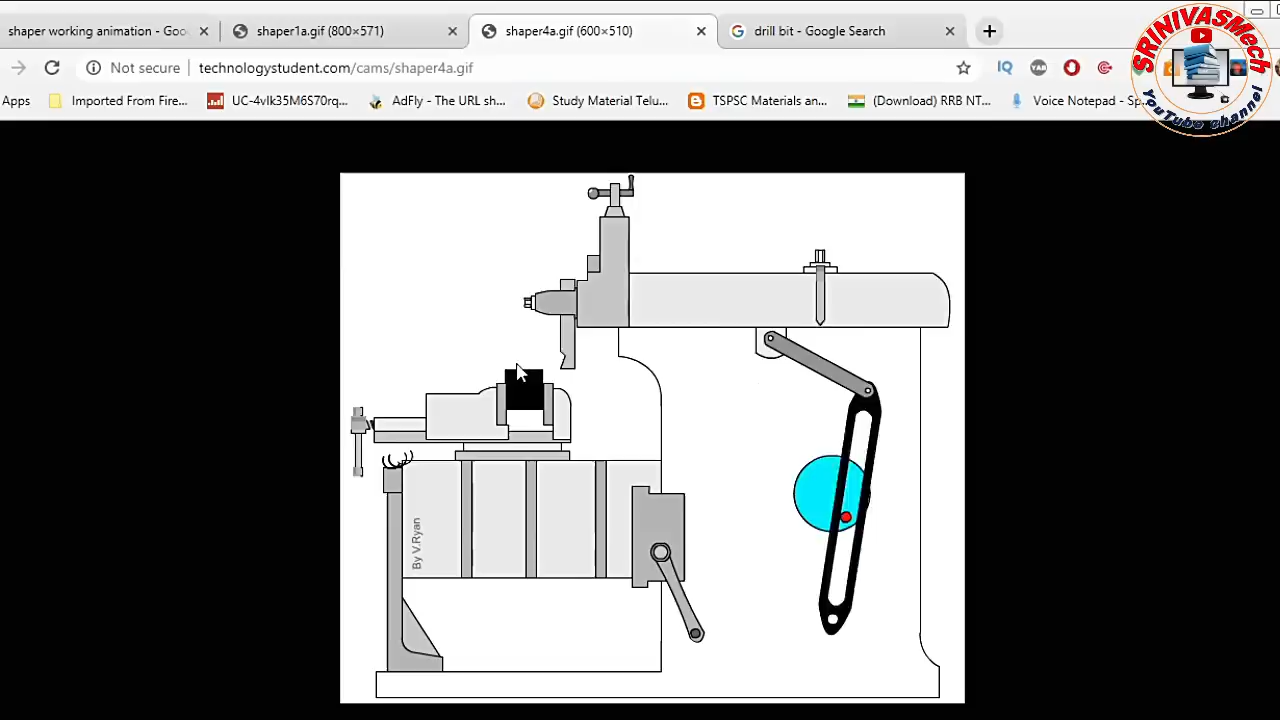 shaper working animation - Goo
shaper1a.gif (800×571)
shaper4a.gif (600×510)
drill bit - Google Search
Not secure
technologystudent.com/cams/shaper4a.gif
IQ
Apps
Imported From Fire...
UC-4vIk35M6S70rq...
AdFly - The URL sh...
Study Material Telu...
TSPSC Materials an...
(Download) RRB NT...
Voice Notepad - Sp...
SRINIVASMech
YouTube channel
By V.Ryan